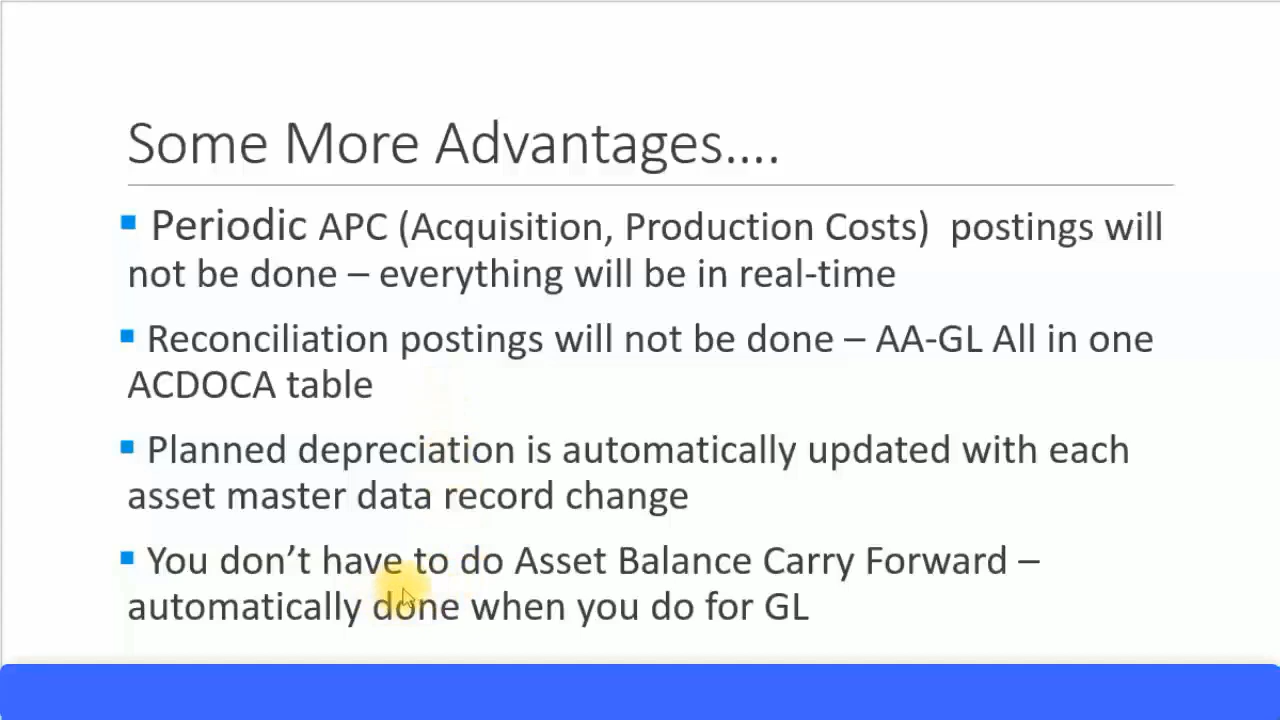 Some More Advantages....
▪ Periodic APC (Acquisition, Production Costs)  postings will
not be done – everything will be in real-time
▪ Reconciliation postings will not be done – AA-GL All in one
ACDOCA table
▪ Planned depreciation is automatically updated with each
asset master data record change
▪ You don’t have to do Asset Balance Carry Forward –
automatically done when you do for GL